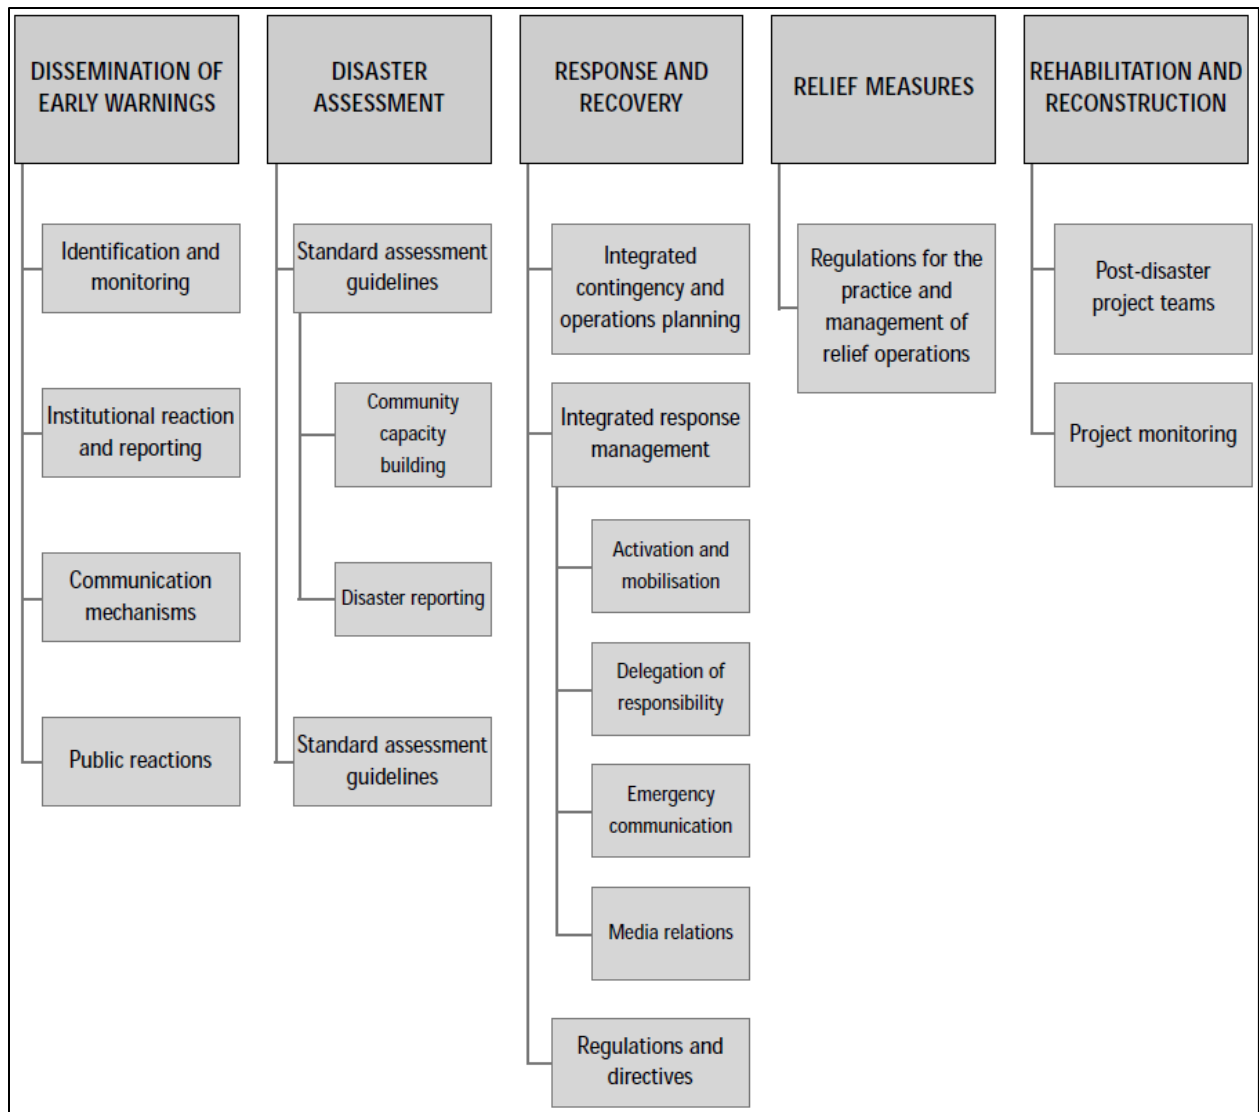 DISSEMINATION OF
EARLY WARNINGS
Identification and
monitoring
Institutional reaction
and reporting
Communication
mechanisms
Public reactions
DISASTER
ASSESSMENT
Standard assessment
guidelines
Community
capacity
building
Disaster reporting
Standard assessment
guidelines
RESPONSE AND
RECOVERY
Integrated
contingency and
operations planning
Integrated response
management
Activation and
mobilisation
Delegation of
responsibility
Emergency
communication
Media relations
Regulations and
directives
RELIEF MEASURES
Regulations for the
practice and
management of
relief operations
REHABILITATION AND
RECONSTRUCTION
Post-disaster
project teams
Project monitoring